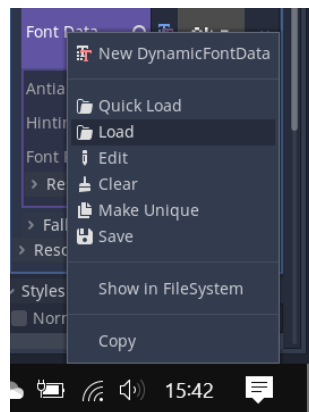 Font Data
New DynamicFontData
Antia
Quick Load
Hintin
Load
Font
Edit
> Re
Clear
Make Unique
> Fall
Save
> Reso
Show in FileSystem
Styles
Norm
Copy
15:42